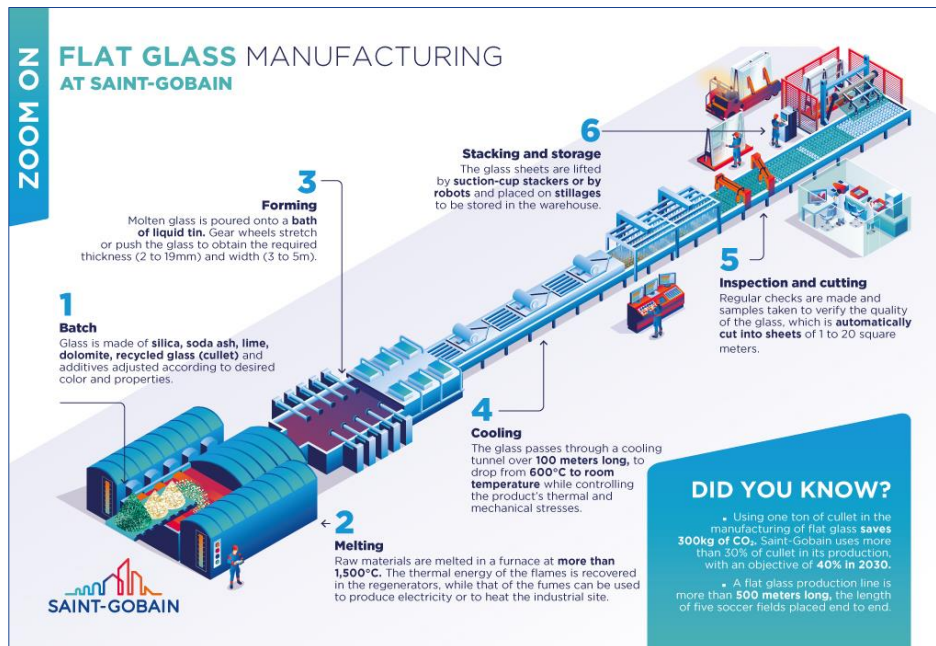 ZOOM ON
FLAT GLASS MANUFACTURING
AT SAINT-GOBAIN
1
Batch
Glass is made of silica, soda ash, lime,
dolomite, recycled glass (cullet) and
additives adjusted according to desired
color and properties.
2
Melting
Raw materials are melted in a furnace at more than
1,500°C. The thermal energy of the flames is recovered
in the regenerators, while that of the fumes can be used
to produce electricity or to heat the industrial site.
3
Forming
Molten glass is poured onto a bath
of liquid tin. Gear wheels stretch
or push the glass to obtain the required
thickness (2 to 19mm) and width (3 to 5m).
4
Cooling
The glass passes through a cooling
tunnel over 100 meters long, to
drop from 600°C to room
temperature while controlling
the product's thermal and
mechanical stresses.
5
Inspection and cutting
Regular checks are made and
samples taken to verify the quality
of the glass, which is automatically
cut into sheets of 1 to 20 square
meters.
6
Stacking and storage
The glass sheets are lifted
by suction-cup stackers or by
robots and placed on stillages
to be stored in the warehouse.
DID YOU KNOW?
▪ Using one ton of cullet in the
manufacturing of flat glass saves
300kg of CO₂. Saint-Gobain uses more
than 30% of cullet in its production,
with an objective of 40% in 2030.
▪ A flat glass production line is
more than 500 meters long, the length
of five soccer fields placed end to end.
SAINT-GOBAIN